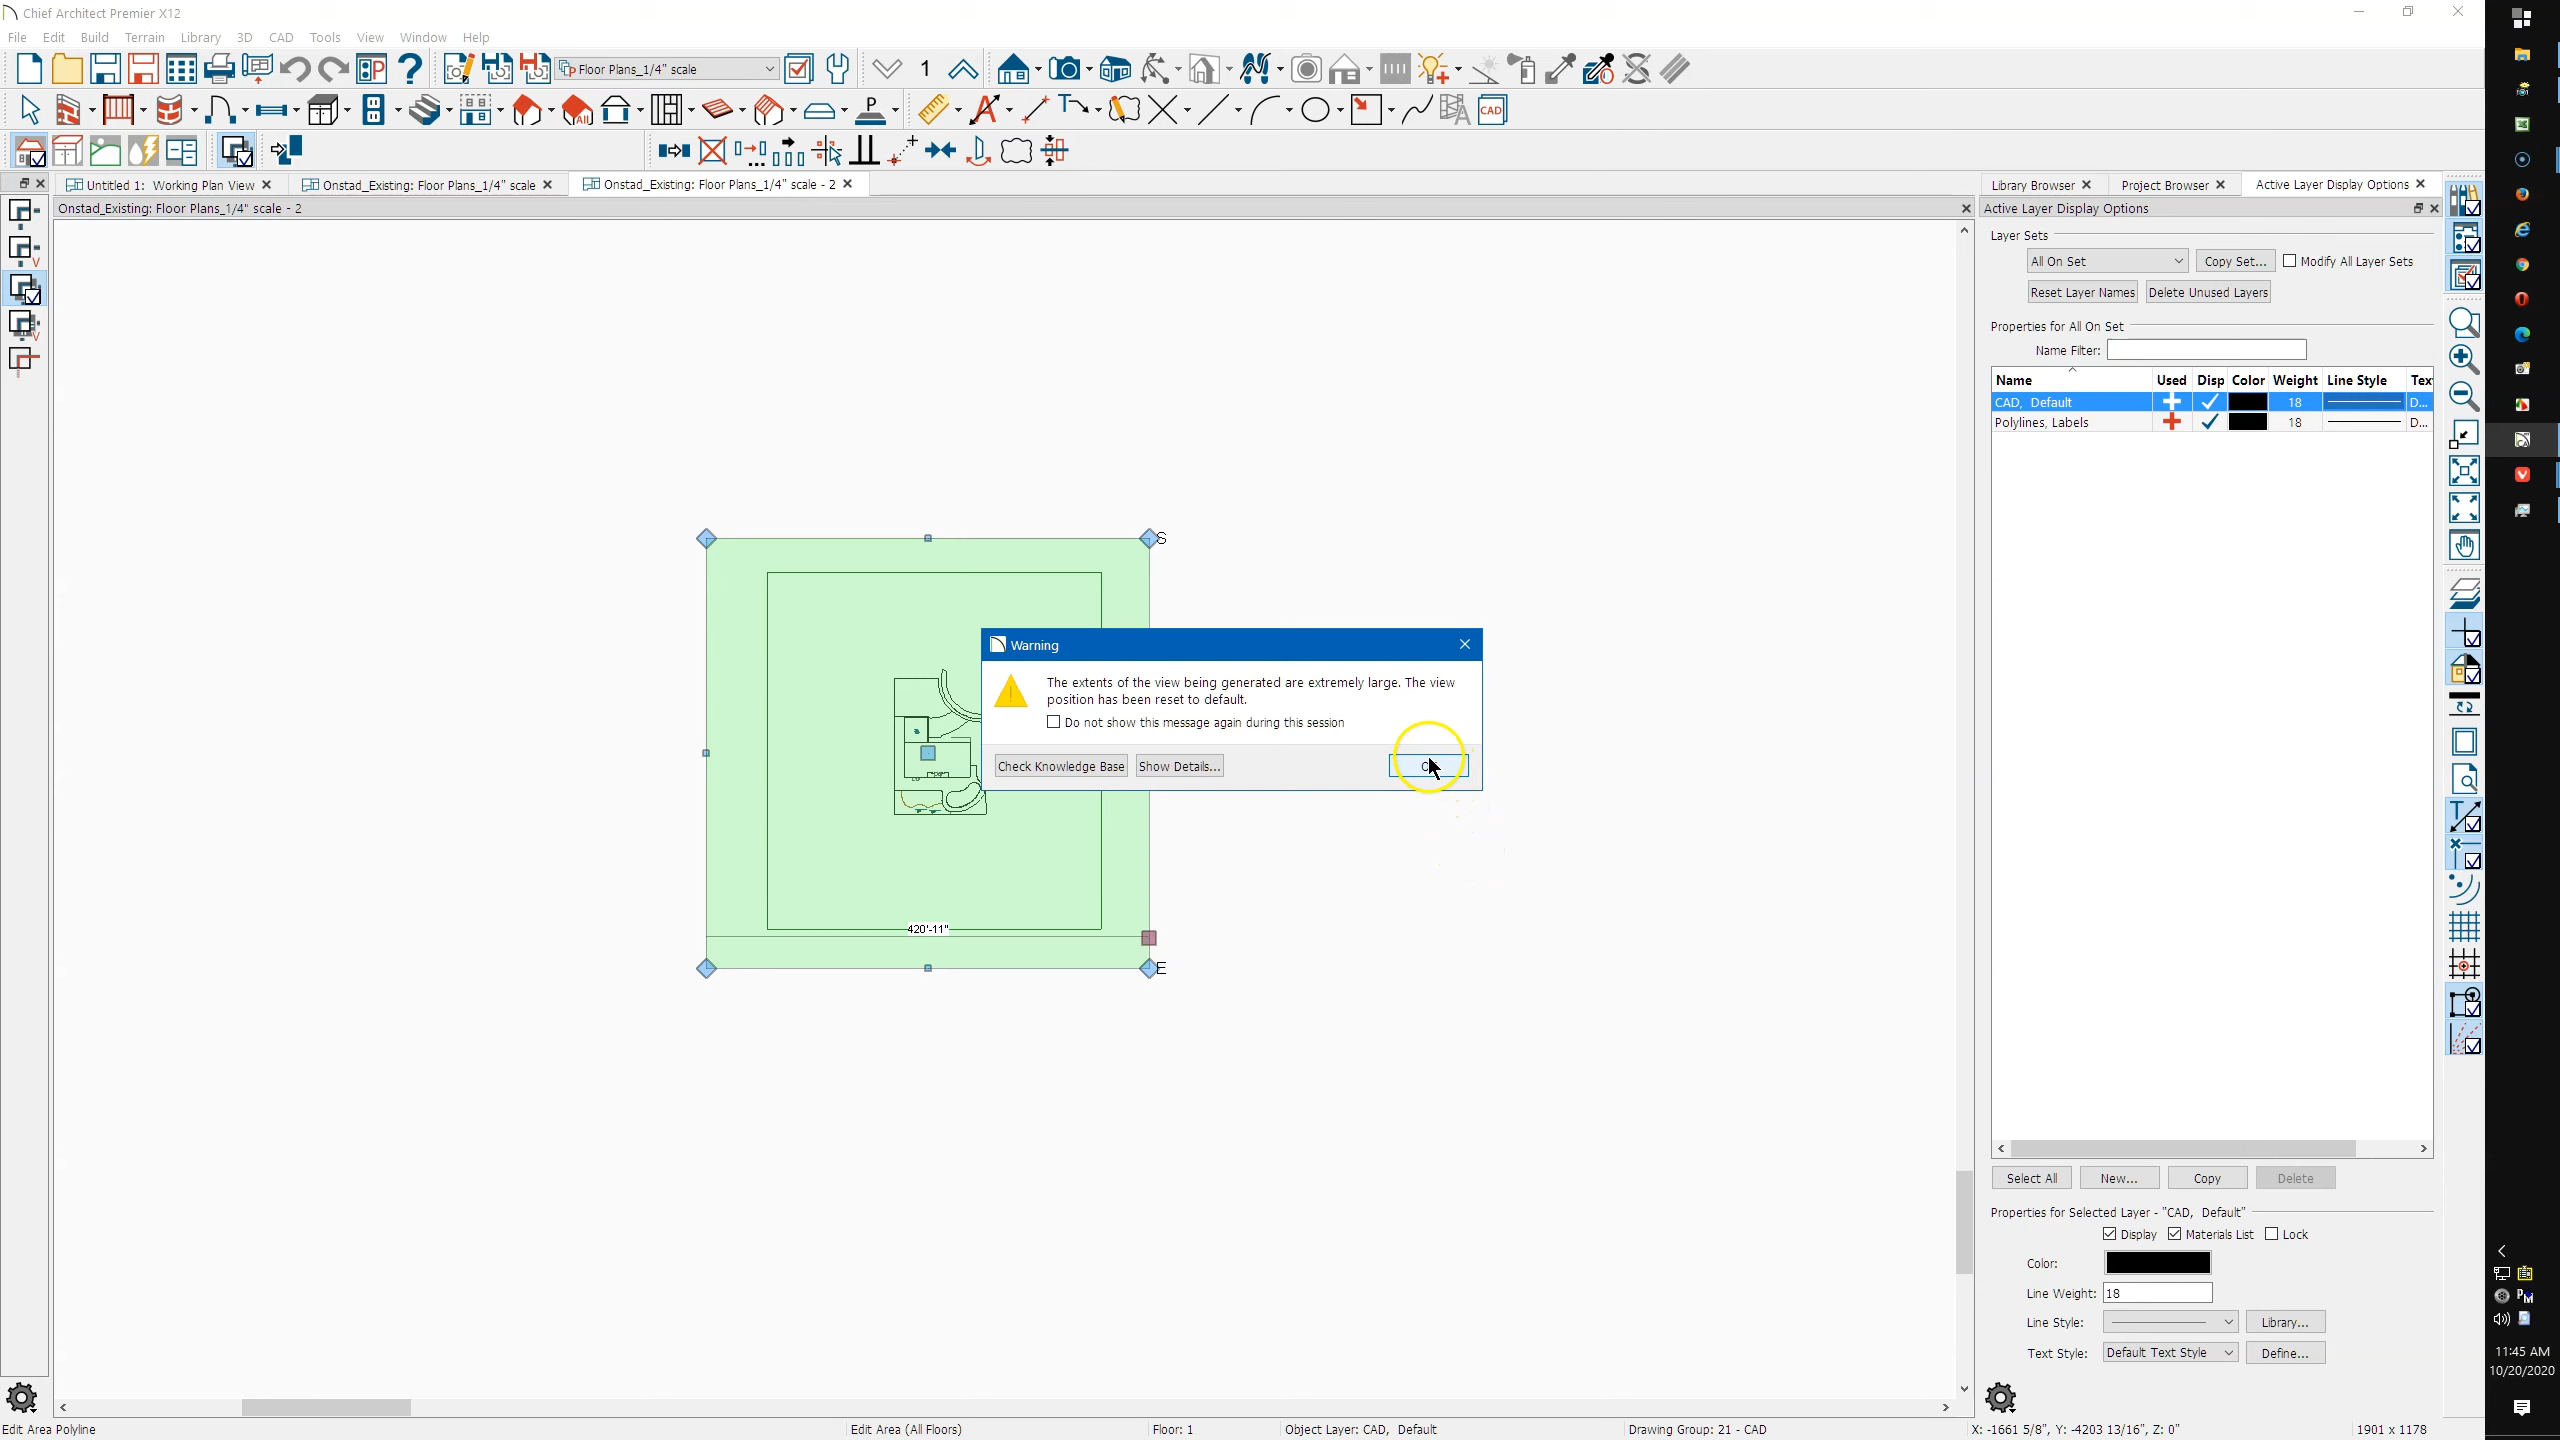 Chief Architect Premier X12
File Edit Build Terrain Library 3D CAD Tools View Window Help
Floor Plans_1/4" scale
1
All
P
CAD
Untitled 1: Working Plan View
Onstad_Existing: Floor Plans_1/4" scale
Onstad_Existing: Floor Plans_1/4" scale - 2
Library Browser
Project Browser
Active Layer Display Options
Onstad_Existing: Floor Plans_1/4" scale - 2
Active Layer Display Options
Layer Sets
All On Set
Copy Set...
Modify All Layer Sets
Reset Layer Names
Delete Unused Layers
Properties for All On Set
Name Filter:
Name Used Disp Color Weight Line Style Tex
CAD, Default 18 D...
Polylines, Labels 18 D...
S
Warning
The extents of the view being generated are extremely large. The view
position has been reset to default.
Do not show this message again during this session
Check Knowledge Base
Show Details...
420'-11"
E
Select All
New...
Copy
Delete
Properties for Selected Layer - "CAD, Default"
Display
Materials List
Lock
Color:
Line Weight: 18
Line Style:
Library...
Text Style: Default Text Style
Define...
11:45 AM
10/20/2020
Edit Area Polyline
Edit Area (All Floors)
Floor: 1
Object Layer: CAD, Default
Drawing Group: 21 - CAD
X: -1661 5/8", Y: -4203 13/16", Z: 0"
1901 x 1178